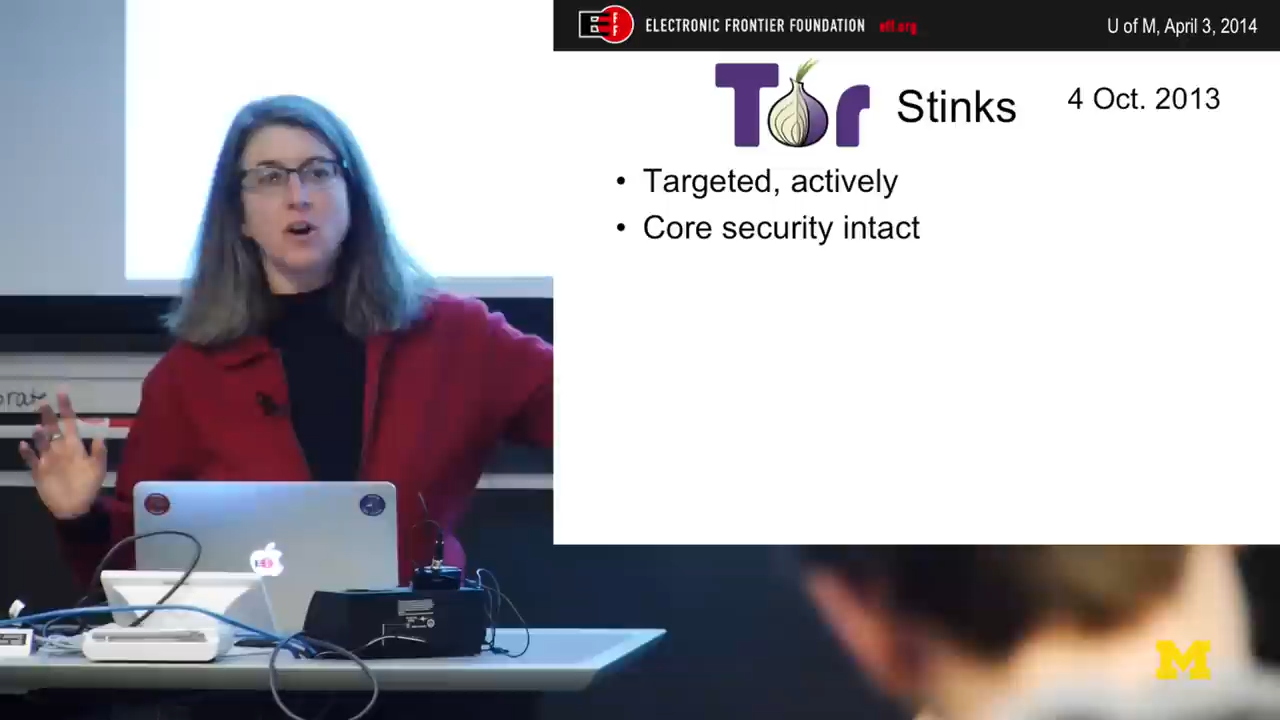 ELECTRONIC FRONTIER FOUNDATION eff.org
U of M, April 3, 2014
Tor Stinks 4 Oct. 2013
• Targeted, actively
• Core security intact
M